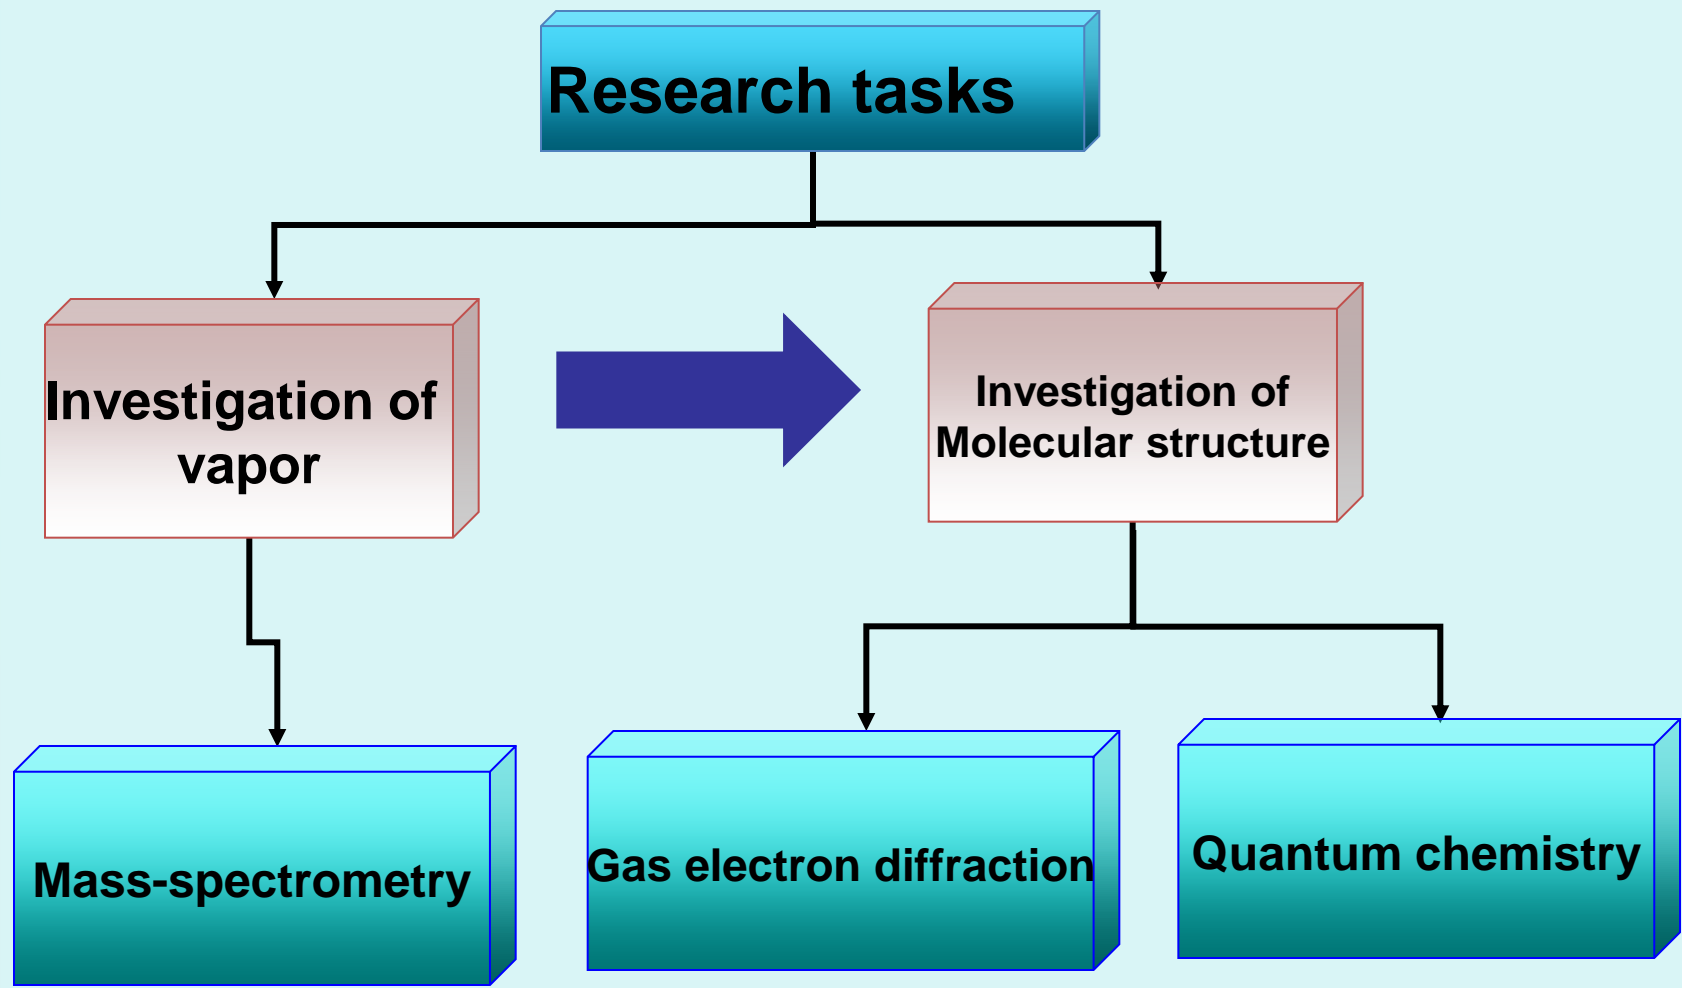 Research tasks
Investigation of
vapor
Investigation of
Molecular structure
Mass-spectrometry
Gas electron diffraction
Quantum chemistry